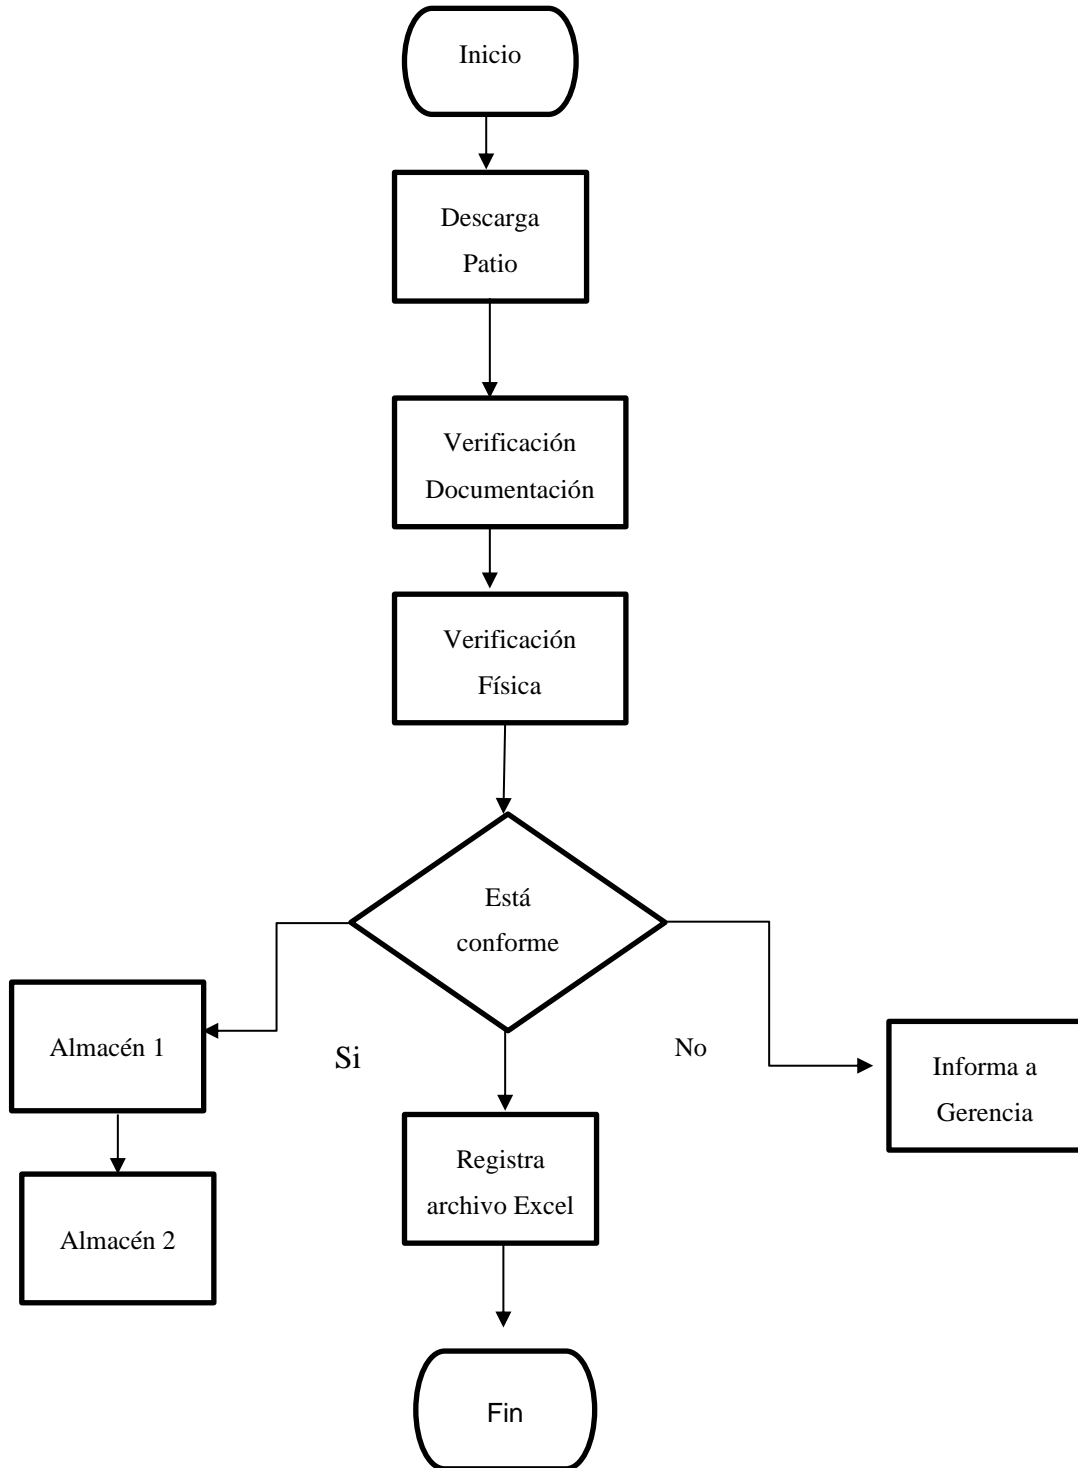 Inicio
Descarga
Patio
Verificación
Documentación
Verificación
Física
Está
conforme
Almacén 1
Si
No
Informa a
Gerencia
Registra
archivo Excel
Almacén 2
Fin